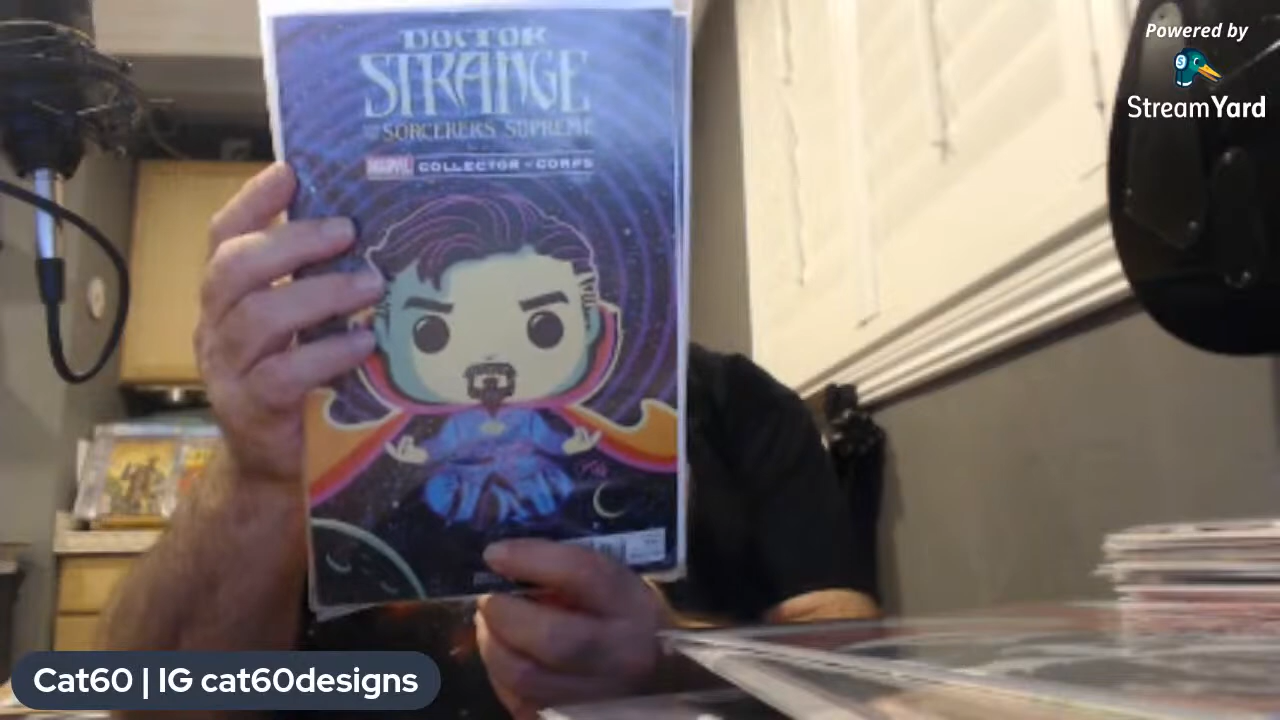 DOCTOR
STRANGE
SORCERERS SUPREME
MARVEL COLLECTOR CORPS
Powered by
StreamYard
Cat60 | IG cat60designs